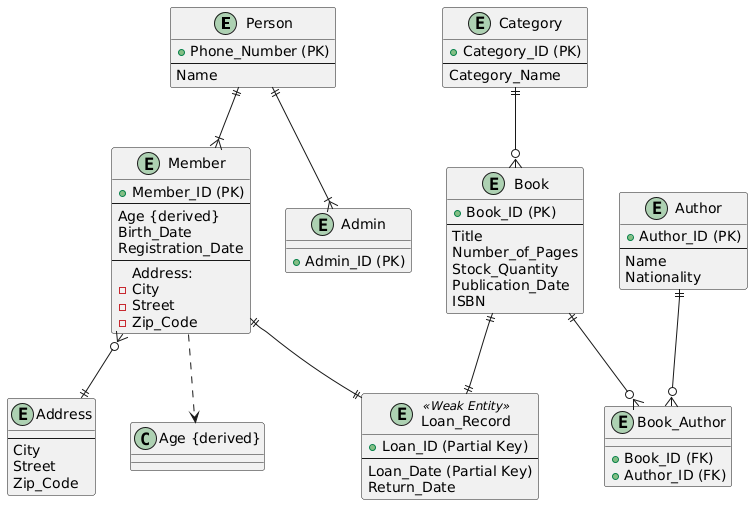 E Person
Phone_Number (PK)
Name
E Category
Category_ID (PK)
Category_Name
E Member
Member_ID (PK)
Age {derived}
Birth_Date
Registration_Date
Address:
City
Street
Zip_Code
E Admin
Admin_ID (PK)
E Book
Book_ID (PK)
Title
Number_of_Pages
Stock_Quantity
Publication_Date
ISBN
E Author
Author_ID (PK)
Name
Nationality
E Address
City
Street
Zip_Code
C Age {derived}
E «Weak Entity»
Loan_Record
Loan_ID (Partial Key)
Loan_Date (Partial Key)
Return_Date
E Book_Author
Book_ID (FK)
Author_ID (FK)